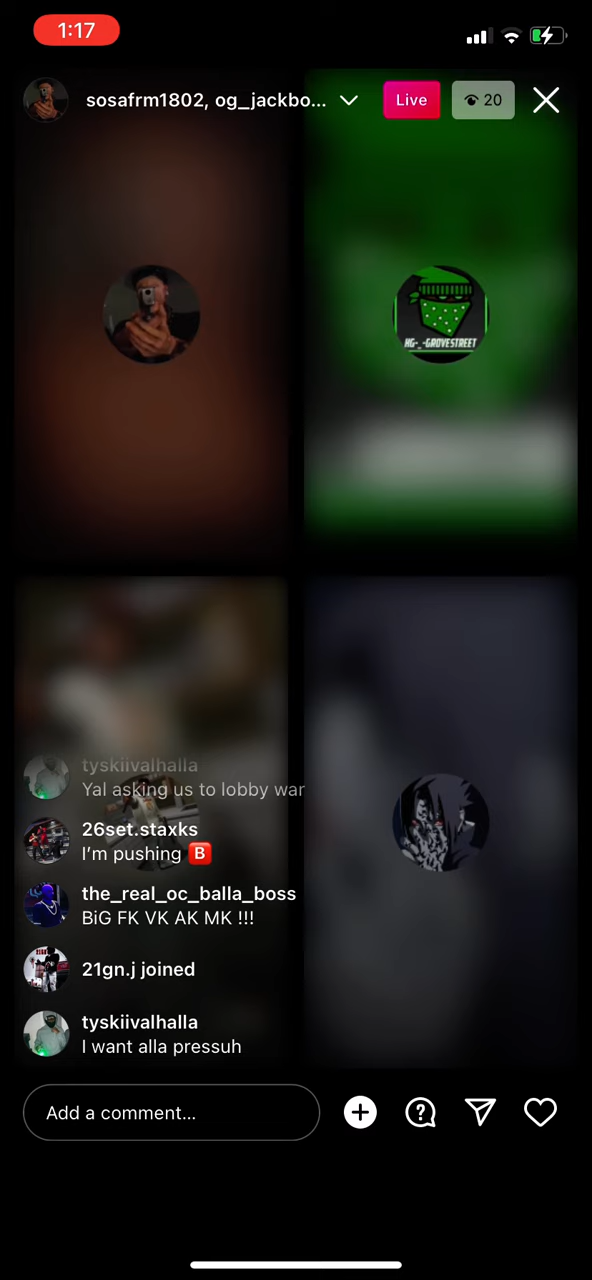 1:17
sosafrm1802, og_jackbo...
Live
20
HG-_-GROVESTREET
tyskiivalhalla
Yal asking us to lobby war
26set.staxks
I'm pushing 🅱️
the_real_oc_balla_boss
BiG FK VK AK MK !!!
21gn.j joined
tyskiivalhalla
I want alla pressuh
Add a comment...